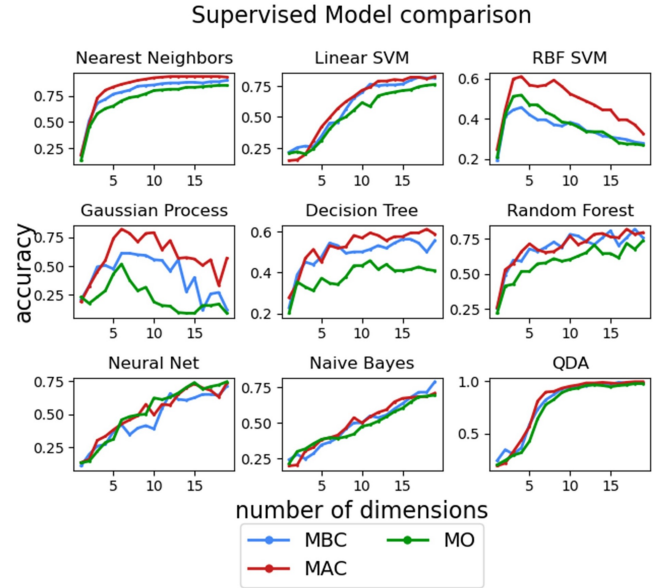 Supervised Model comparison
Nearest Neighbors Linear SVM RBF SVM
0.75 0.50 0.25
0.75 0.50 0.25
0.6 0.4 0.2
5 10 15 5 10 15 5 10 15
Gaussian Process Decision Tree Random Forest
accuracy
0.75 0.50 0.25
0.6 0.4 0.2
0.75 0.50 0.25
5 10 15 5 10 15 5 10 15
Neural Net Naive Bayes QDA
0.75 0.50 0.25
0.75 0.50 0.25
1.0 0.5
5 10 15 5 10 15 5 10 15
number of dimensions
MBC MO
MAC